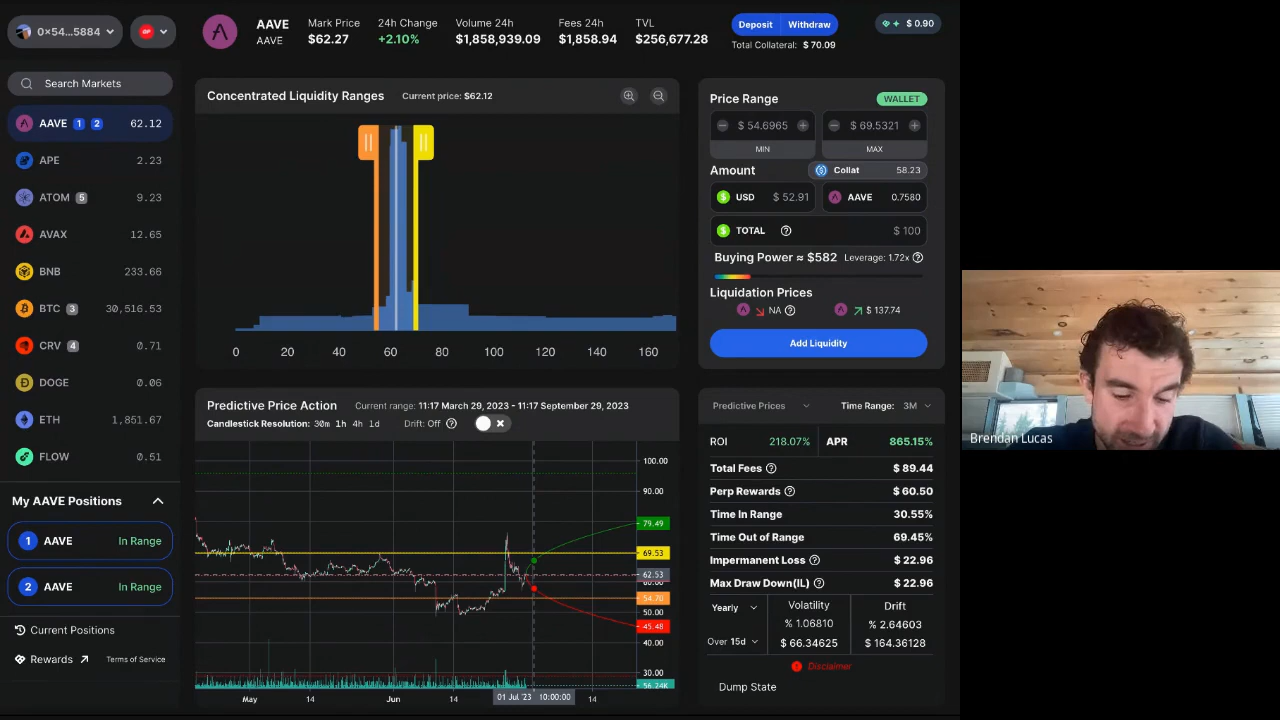 0×54...5884
OP
AAVE
AAVE
Mark Price
$62.27
24h Change
+2.10%
Volume 24h
$1,858,939.09
Fees 24h
$1,858.94
TVL
$256,677.28
Deposit
Withdraw
Total Collateral: $ 70.09
+ $ 0.90
Search Markets
AAVE 1 2 62.12
APE 2.23
ATOM 5 9.23
AVAX 12.65
BNB 233.66
BTC 3 30,516.53
CRV 4 0.71
DOGE 0.06
ETH 1,851.67
FLOW 0.51
My AAVE Positions
1 AAVE In Range
2 AAVE In Range
Current Positions
Rewards Terms of Service
Concentrated Liquidity Ranges Current price: $62.12
0 20 40 60 80 100 120 140 160
Predictive Price Action Current range: 11:17 March 29, 2023 - 11:17 September 29, 2023
Candlestick Resolution: 30m 1h 4h 1d Drift: Off
100.00
90.00
79.49
69.53
62.53
60.00
54.70
50.00
45.48
40.00
30.00
56.24K
May 14 Jun 14 01 Jul '23 10:00:00 14
Price Range WALLET
$ 54.6965 $ 69.5321
MIN MAX
Amount Collat 58.23
USD $ 52.91 AAVE 0.7580
TOTAL $ 100
Buying Power ≈ $582 Leverage: 1.72x
Liquidation Prices
NA $ 137.74
Add Liquidity
Predictive Prices Time Range: 3M
ROI 218.07% APR 865.15%
Total Fees $ 89.44
Perp Rewards $ 60.50
Time In Range 30.55%
Time Out of Range 69.45%
Impermanent Loss $ 22.96
Max Draw Down(IL) $ 22.96
Yearly Volatility Drift
% 1.06810 % 2.64603
Over 15d $ 66.34625 $ 164.36128
Disclaimer
Dump State
Brendan Lucas